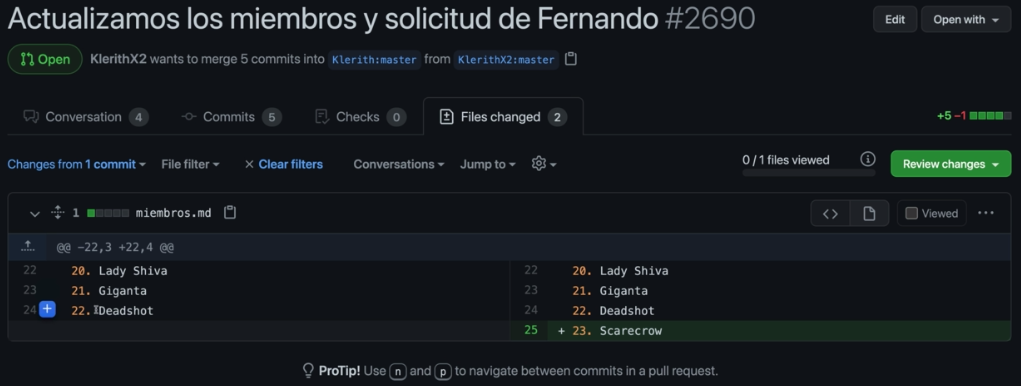 Actualizamos los miembros y solicitud de Fernando #2690
Edit
Open with
Open
KlerithX2 wants to merge 5 commits into Klerith:master from KlerithX2:master
Conversation 4
Commits 5
Checks 0
Files changed 2
+5 −1
Changes from 1 commit
File filter
× Clear filters
Conversations
Jump to
0 / 1 files viewed
Review changes
1
miembros.md
Viewed
@@ -22,3 +22,4 @@
22 20. Lady Shiva
22 20. Lady Shiva
23 21. Giganta
23 21. Giganta
24 22. Deadshot
24 22. Deadshot
25 + 23. Scarecrow
ProTip! Use n and p to navigate between commits in a pull request.